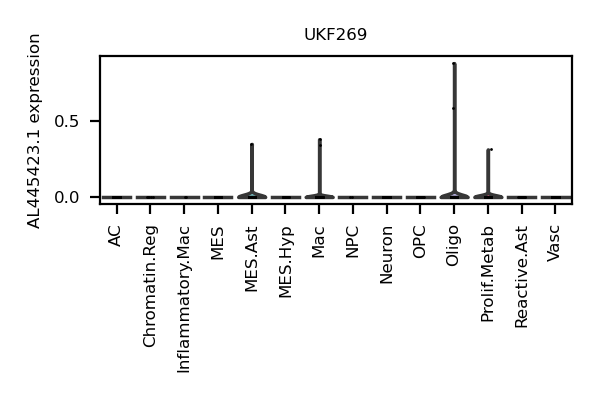 UKF269
AL445423.1 expression
0.5
0.0
AC
Chromatin.Reg
Inflammatory.Mac
MES
MES.Ast
MES.Hyp
Mac
NPC
Neuron
OPC
Oligo
Prolif.Metab
Reactive.Ast
Vasc